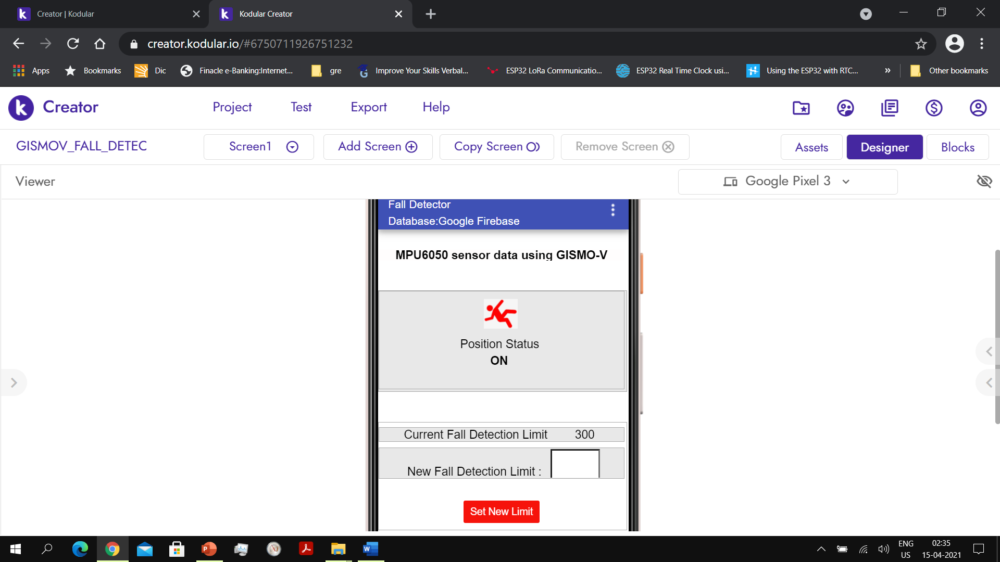 Creator | Kodular
Kodular Creator
creator.kodular.io/#6750711926751232
Apps Bookmarks Dic Finacle e-Banking:Internet... gre Improve Your Skills Verbal... ESP32 LoRa Communicatio... ESP32 Real Time Clock usi... Using the ESP32 with RTC... » Other bookmarks
Creator Project Test Export Help
GISMOV_FALL_DETEC Screen1 Add Screen Copy Screen Remove Screen Assets Designer Blocks
Viewer Google Pixel 3
Fall Detector
Database:Google Firebase
MPU6050 sensor data using GISMO-V
Position Status
ON
Current Fall Detection Limit 300
New Fall Detection Limit :
Set New Limit
ENG 02:35
US 15-04-2021